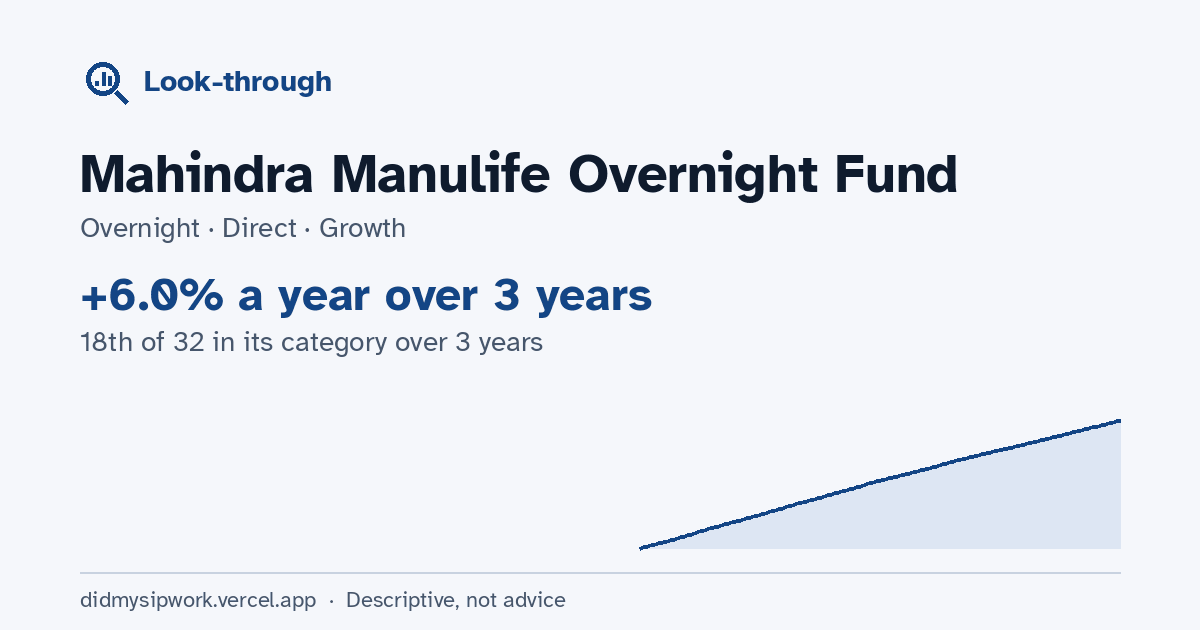 Look-through
Mahindra Manulife Overnight Fund
Overnight · Direct · Growth
+6.0% a year over 3 years
18th of 32 in its category over 3 years
didmysipwork.vercel.app · Descriptive, not advice